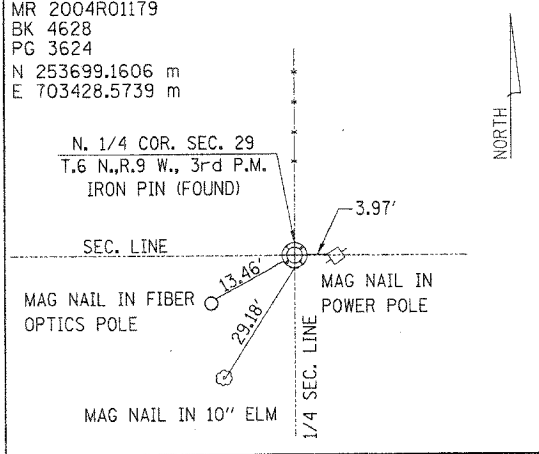 MR 2004R01179
BK 4628
PG 3624
N 253699.1606 m
E 703428.5739 m
NORTH
N. 1/4 COR. SEC. 29
T.6 N.,R.9 W., 3rd P.M.
IRON PIN (FOUND)
3.97'
SEC. LINE
13.46'
MAG NAIL IN
POWER POLE
MAG NAIL IN FIBER
OPTICS POLE
29.18'
1/4 SEC. LINE
MAG NAIL IN 10" ELM